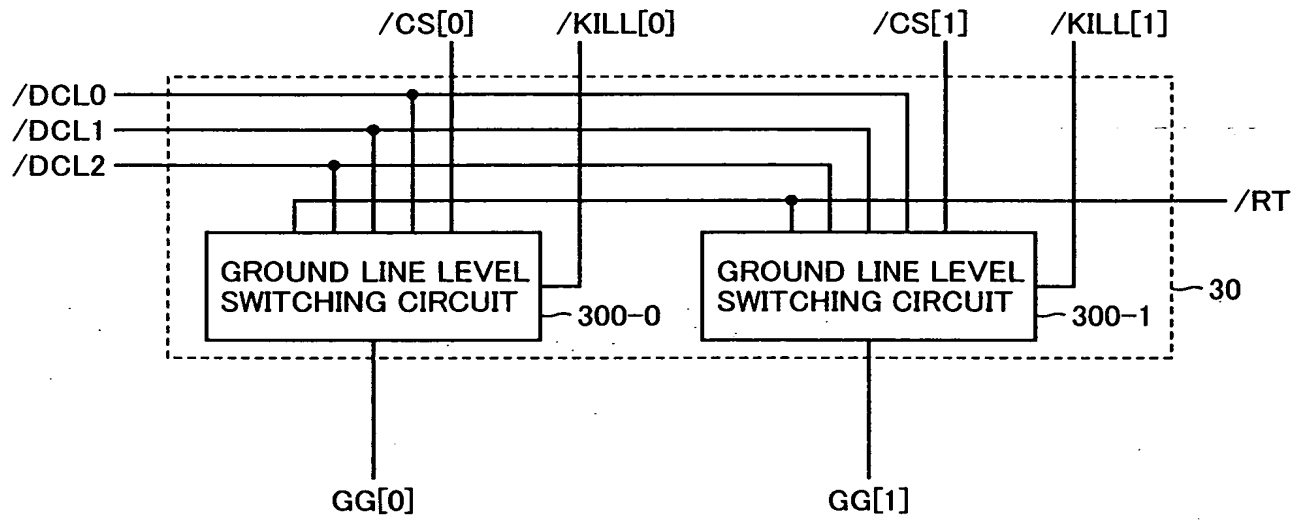 /CS[0] /KILL[0] /CS[1] /KILL[1]
/DCL0
/DCL1
/DCL2
/RT
GROUND LINE LEVEL
SWITCHING CIRCUIT
300-0
GROUND LINE LEVEL
SWITCHING CIRCUIT
300-1
30
GG[0] GG[1]